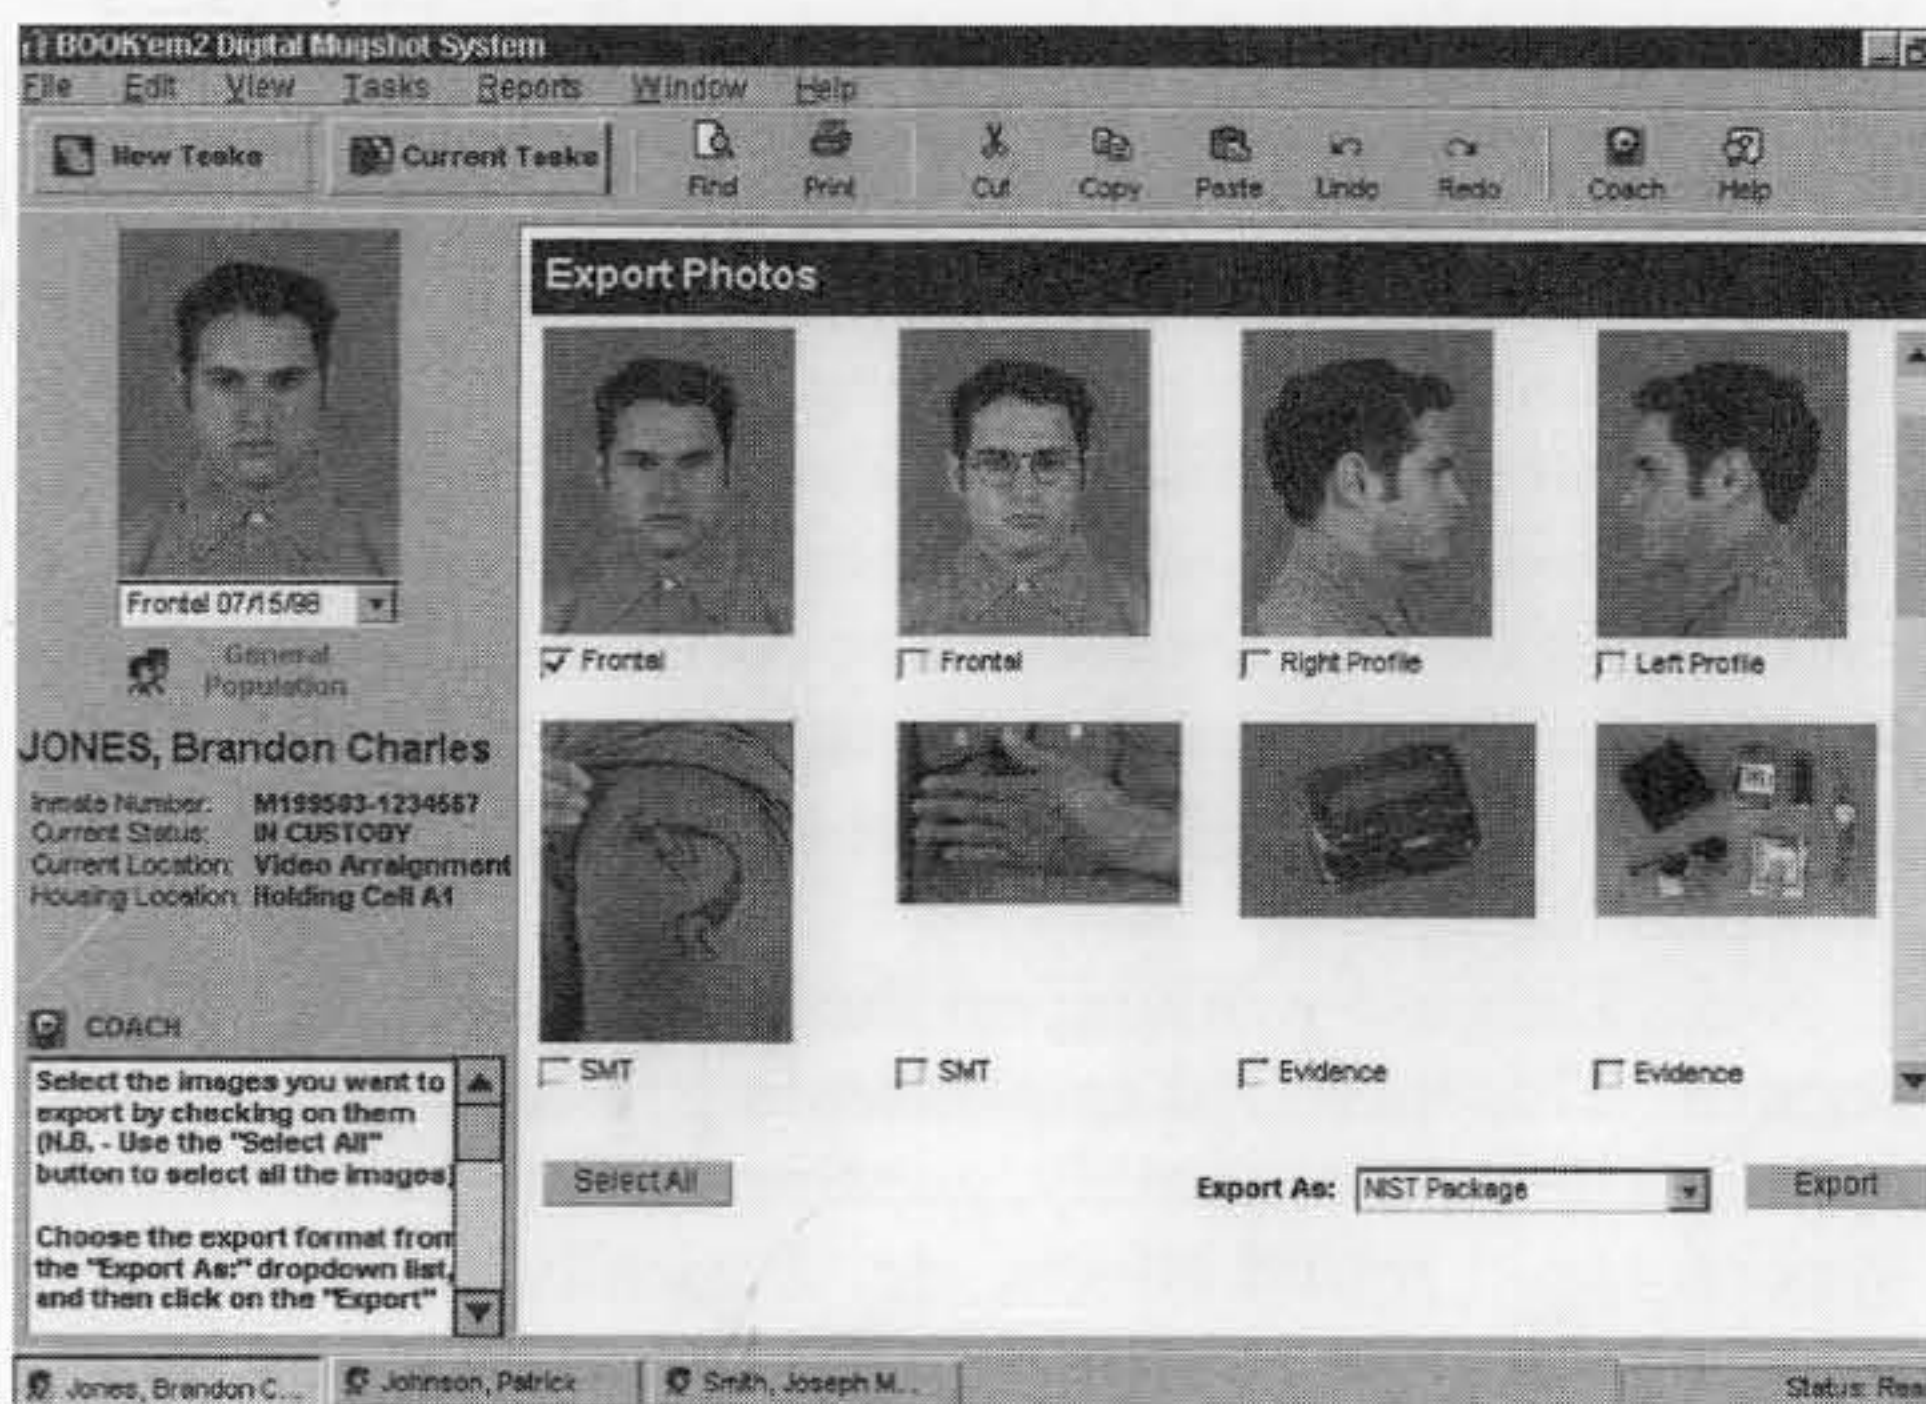 BOOK'em2 Digital Mugshot System
File Edit View Tasks Reports Window Help
New Tasks Current Tasks Find Print Cut Copy Paste Undo Redo Coach Help
Export Photos
Frontal 07/15/98
General
Population
JONES, Brandon Charles
Inmate Number: M199583-1234567
Current Status: IN CUSTODY
Current Location: Video Arraignment
Housing Location: Holding Cell A1
COACH
Select the images you want to
export by checking on them
(N.B. - Use the "Select All"
button to select all the images)
Choose the export format from
the "Export As:" dropdown list,
and then click on the "Export"
Frontal Frontal Right Profile Left Profile
SMT SMT Evidence Evidence
Select All Export As: NIST Package Export
Jones, Brandon C... Johnson, Patrick Smith, Joseph M... Status: Rea